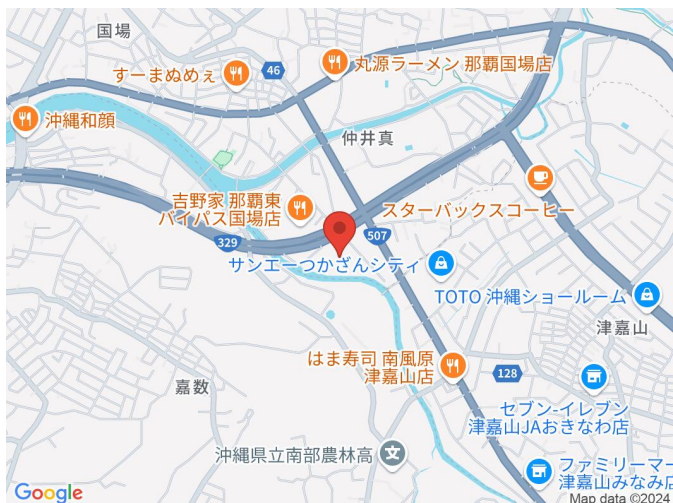 国場
すーまぬめぇ
46
丸源ラーメン 那覇国場店
沖縄和顔
仲井真
吉野家 那覇東
バイパス国場店
スターバックスコーヒー
329
507
サンエーつかざんシティ
TOTO 沖縄ショールーム
津嘉山
はま寿司 南風原
津嘉山店
128
嘉数
セブン-イレブン
津嘉山JAおきなわ店
沖縄県立南部農林高
ファミリーマー
津嘉山みなみ店
Google
Map data ©2024